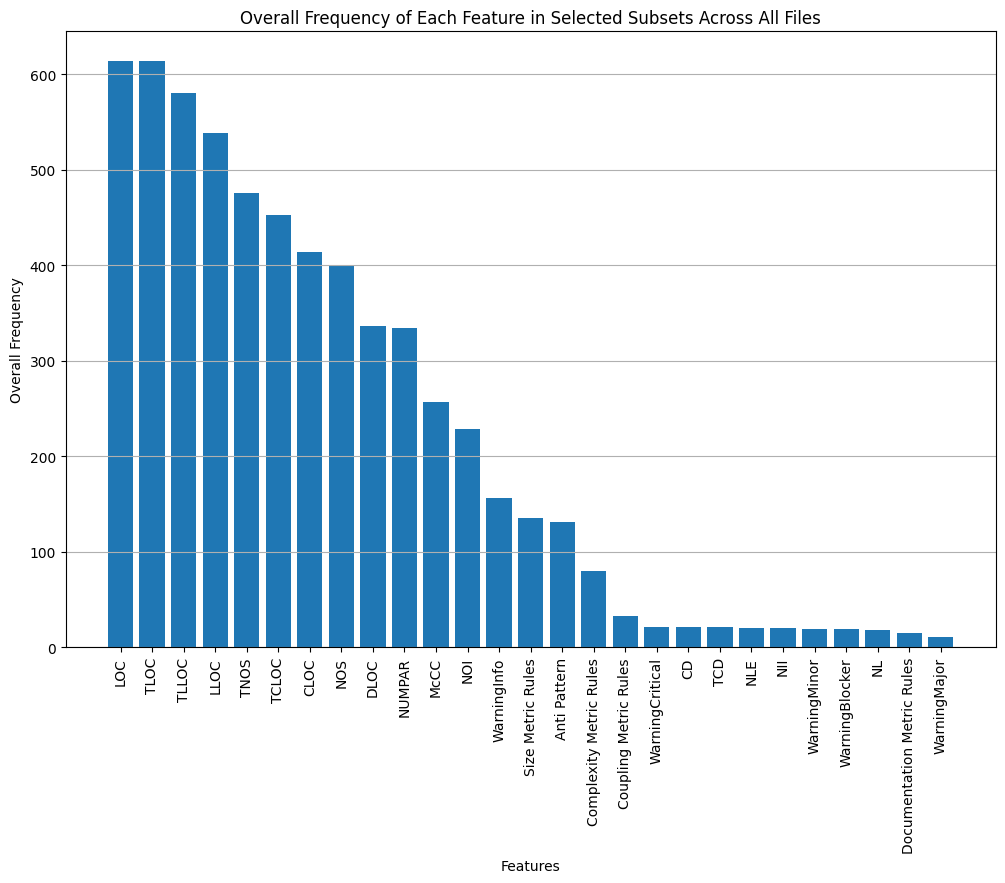 Overall Frequency of Each Feature in Selected Subsets Across All Files
Overall Frequency
600
500
400
300
200
100
0
LOC
TLOC
TLLOC
LLOC
TNOS
TCLOC
CLOC
NOS
DLOC
NUMPAR
McCC
NOI
WarningInfo
Size Metric Rules
Anti Pattern
Complexity Metric Rules
Coupling Metric Rules
WarningCritical
CD
TCD
NLE
NII
WarningMinor
WarningBlocker
NL
Documentation Metric Rules
WarningMajor
Features